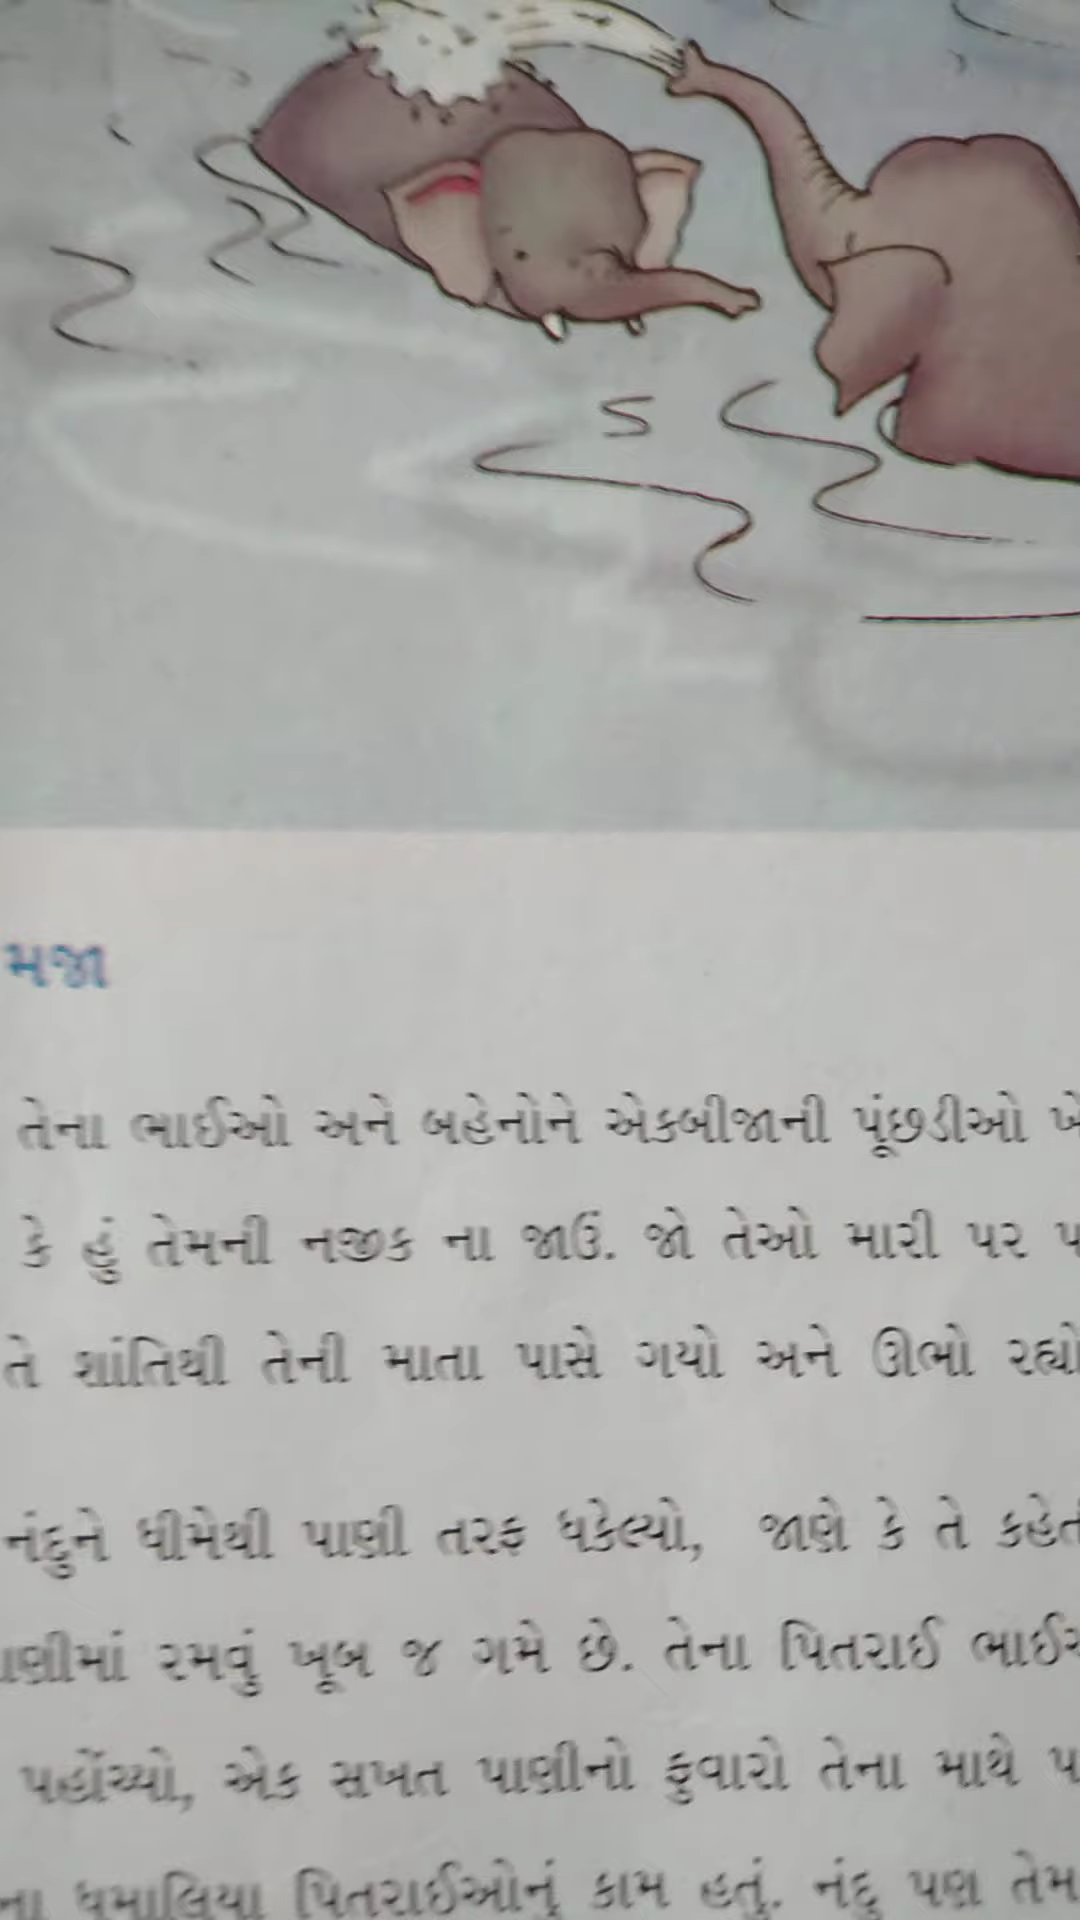 મજા
તેના ભાઈઓ અને બહેનોને એકબીજાની પૂંછડીઓ
કે હું તેમની નજીક ના જાઉં. જો તેઓ મારી પર
તે શાંતિથી તેની માતા પાસે ગયો અને ઊભો રહ્યો
નંદુને ધીમેથી પાણી તરફ ધકેલ્યો, જાણે કે તે
રમવું ખૂબ જ ગમે છે. તેના પિતરાઈ
પહોંચ્યો, એક સખત પાણીનો ફુવારો તેના માથે
ધમાલિયા પિતરાઈઓનું કામ હતું. નંદુ પણ